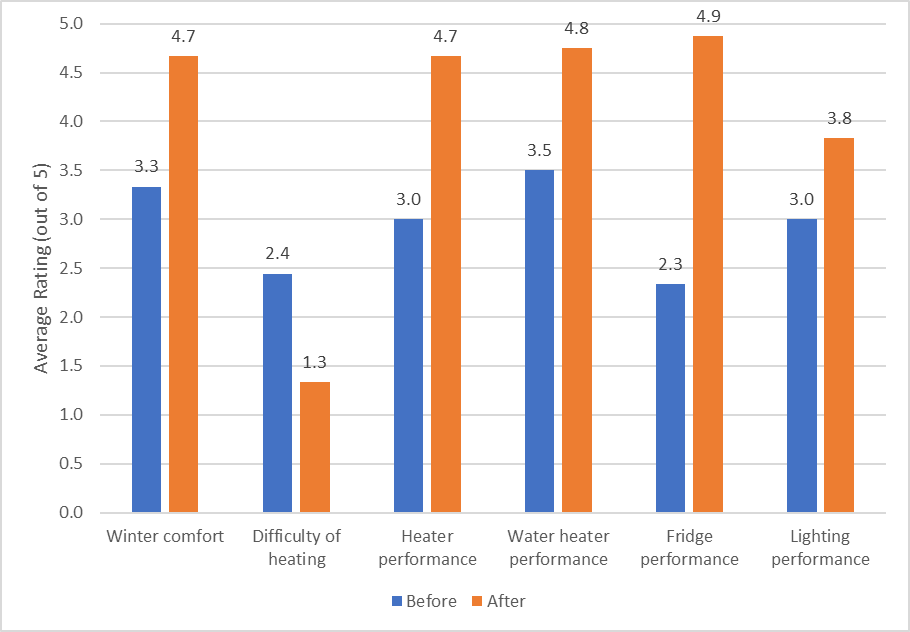 Average Rating (out of 5)
5.0
4.5
4.0
3.5
3.0
2.5
2.0
1.5
1.0
0.5
0.0
3.3
4.7
2.4
1.3
3.0
4.7
3.5
4.8
2.3
4.9
3.0
3.8
Winter comfort
Difficulty of
heating
Heater
performance
Water heater
performance
Fridge
performance
Lighting
performance
Before
After